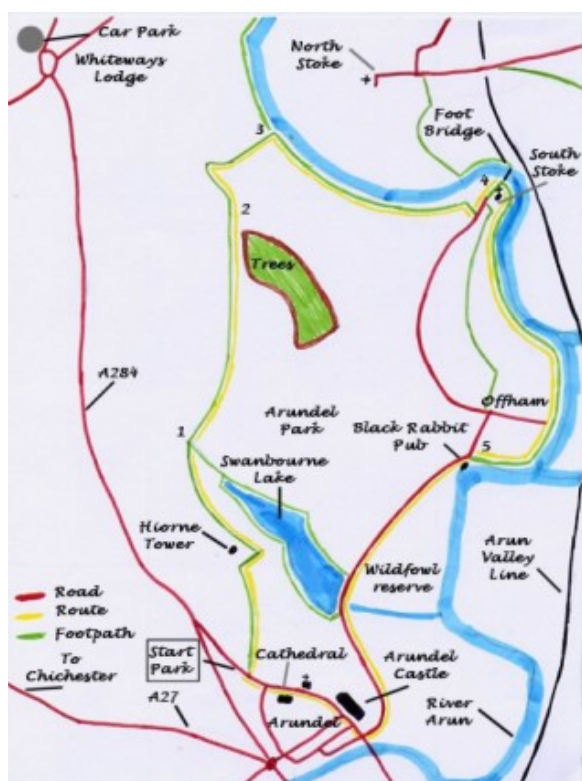 Car Park
Whiteways
Lodge
North
Stoke
Foot
Bridge
South
Stoke
3
4
2
Trees
A284
Offham
Arundel
Park
Black Rabbit
Pub
5
1
Swanbourne
Lake
Hiorne
Tower
Arun
Valley
Line
Wildfowl
reserve
Road
Route
Footpath
Start
Park
Cathedral
Arundel
Castle
To
Chichester
A27
Arundel
River
Arun